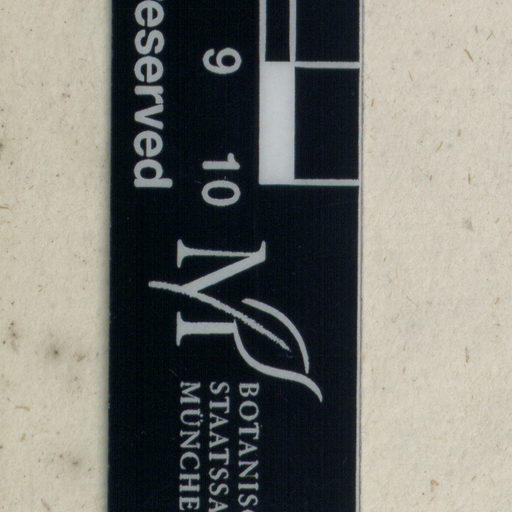 9 10
eserved
M
BOTANIS
STAATSSA
MÜNCHE